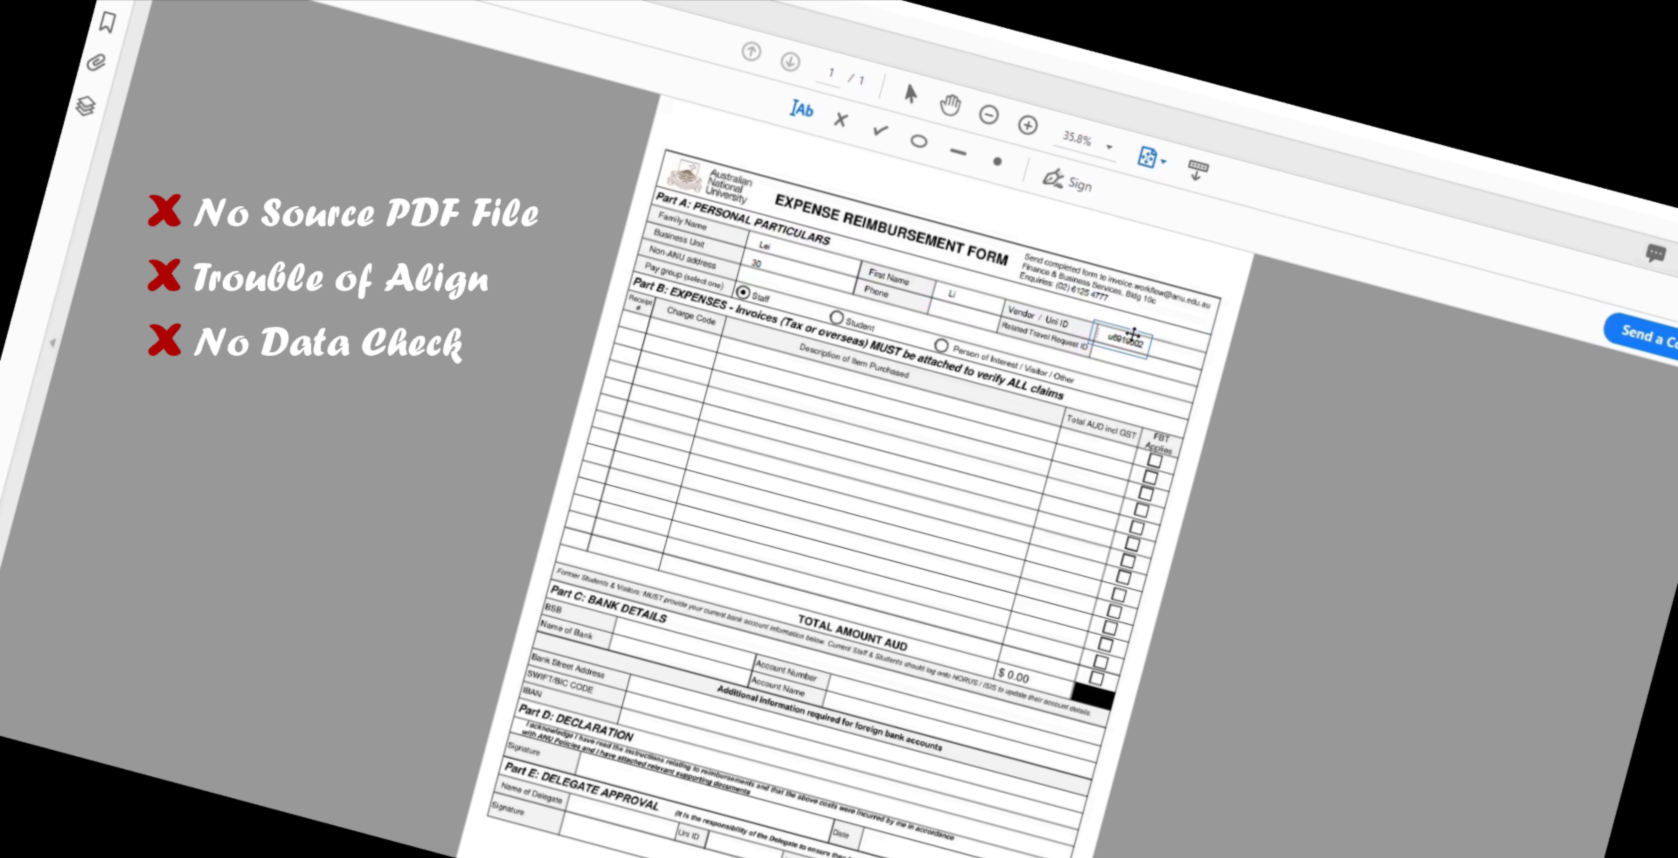 1 / 1
35.8%
IAb
Sign
Send a Co
No Source PDF File
Trouble of Align
No Data Check
Australian
National
University
EXPENSE REIMBURSEMENT FORM
Send completed form to invoice.workflow@anu.edu.au
Finance & Business Services, Bldg 10c
Enquiries: (02) 6125 4777
Part A: PERSONAL PARTICULARS
Family Name
Lei
First Name
Li
Vendor / Uni ID
Business Unit
30
Phone
Related Travel Request ID
Non-ANU address
Pay group (select one)
Staff
Student
Person of Interest / Visitor / Other
Part B: EXPENSES - Invoices (Tax or overseas) MUST be attached to verify ALL claims
Receipt
#
Charge Code
Description of Item Purchased
Total AUD incl GST
FBT
Applies
TOTAL AMOUNT AUD
$ 0.00
Former Students & Visitors: MUST provide your current bank account information below. Current Staff & Students should log onto HORUS / ISIS to update their account details.
Part C: BANK DETAILS
BSB
Account Number
Name of Bank
Account Name
Additional information required for foreign bank accounts
Bank Street Address
SWIFT/BIC CODE
IBAN
Part D: DECLARATION
I acknowledge I have read the instructions relating to reimbursements and that the above costs were incurred by me in accordance
with ANU Policies and I have attached relevant supporting documents
Signature
Date
Part E: DELEGATE APPROVAL
(It is the responsibility of the Delegate to ensure
Name of Delegate
Uni ID
Signature